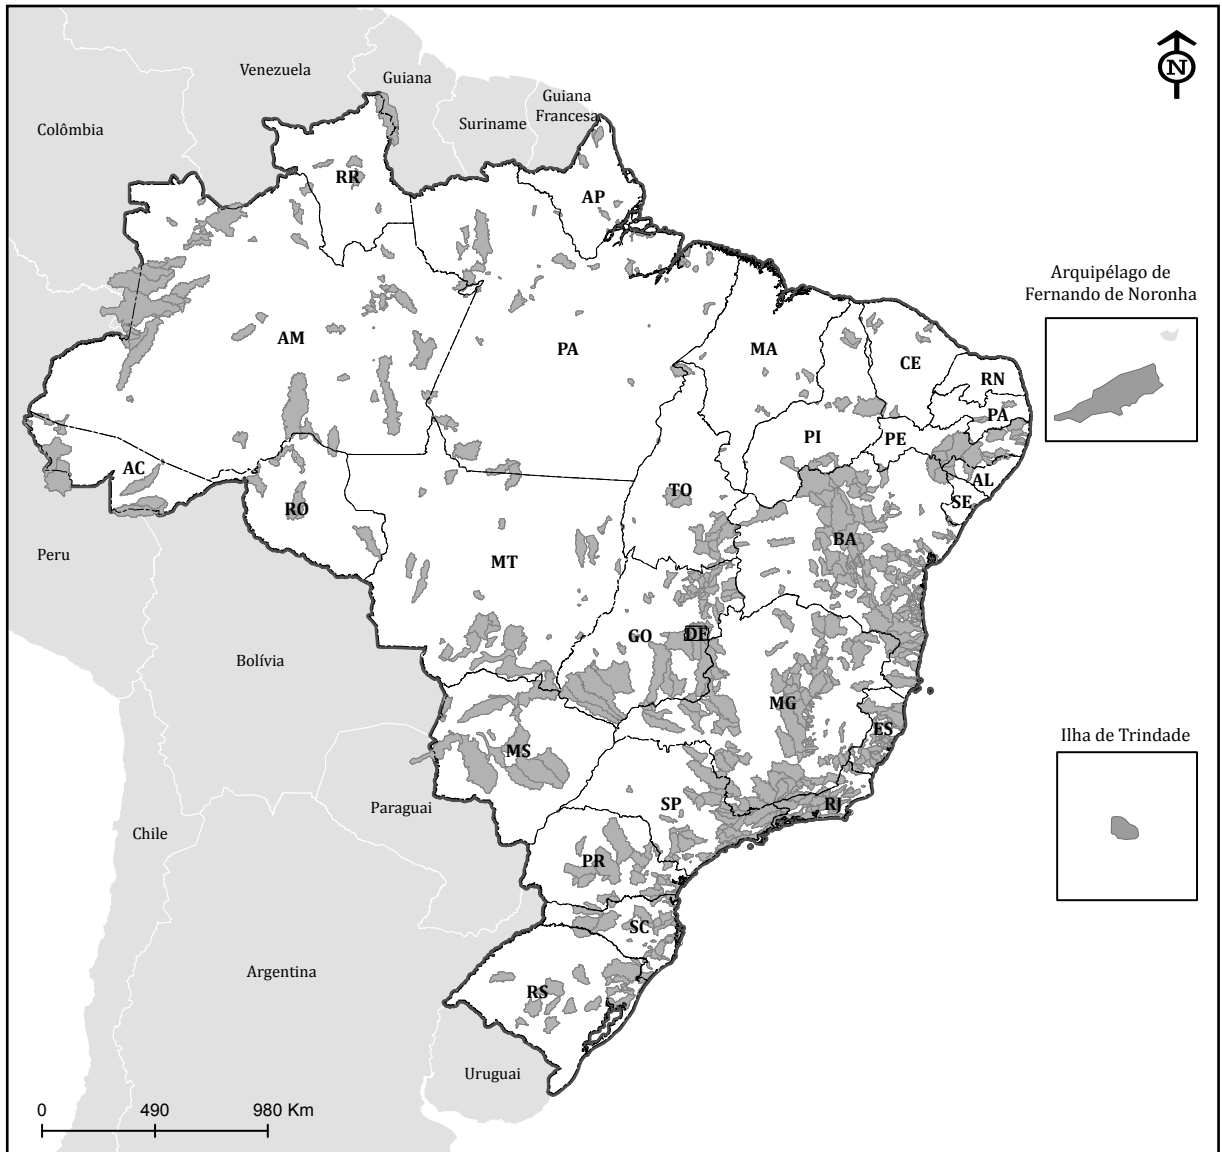 N
Venezuela
Guiana
Guiana
Francesa
Suriname
Colômbia
RR
AP
Arquipélago de
Fernando de Noronha
AM
PA
MA
CE
RN
PA
PI
PE
AC
AL
TO
SE
RO
BA
Peru
MT
GO
DF
Bolívia
MG
ES
Ilha de Trindade
MS
SP
RJ
Paraguai
Chile
PR
SC
Argentina
RS
Uruguai
0 490 980 Km